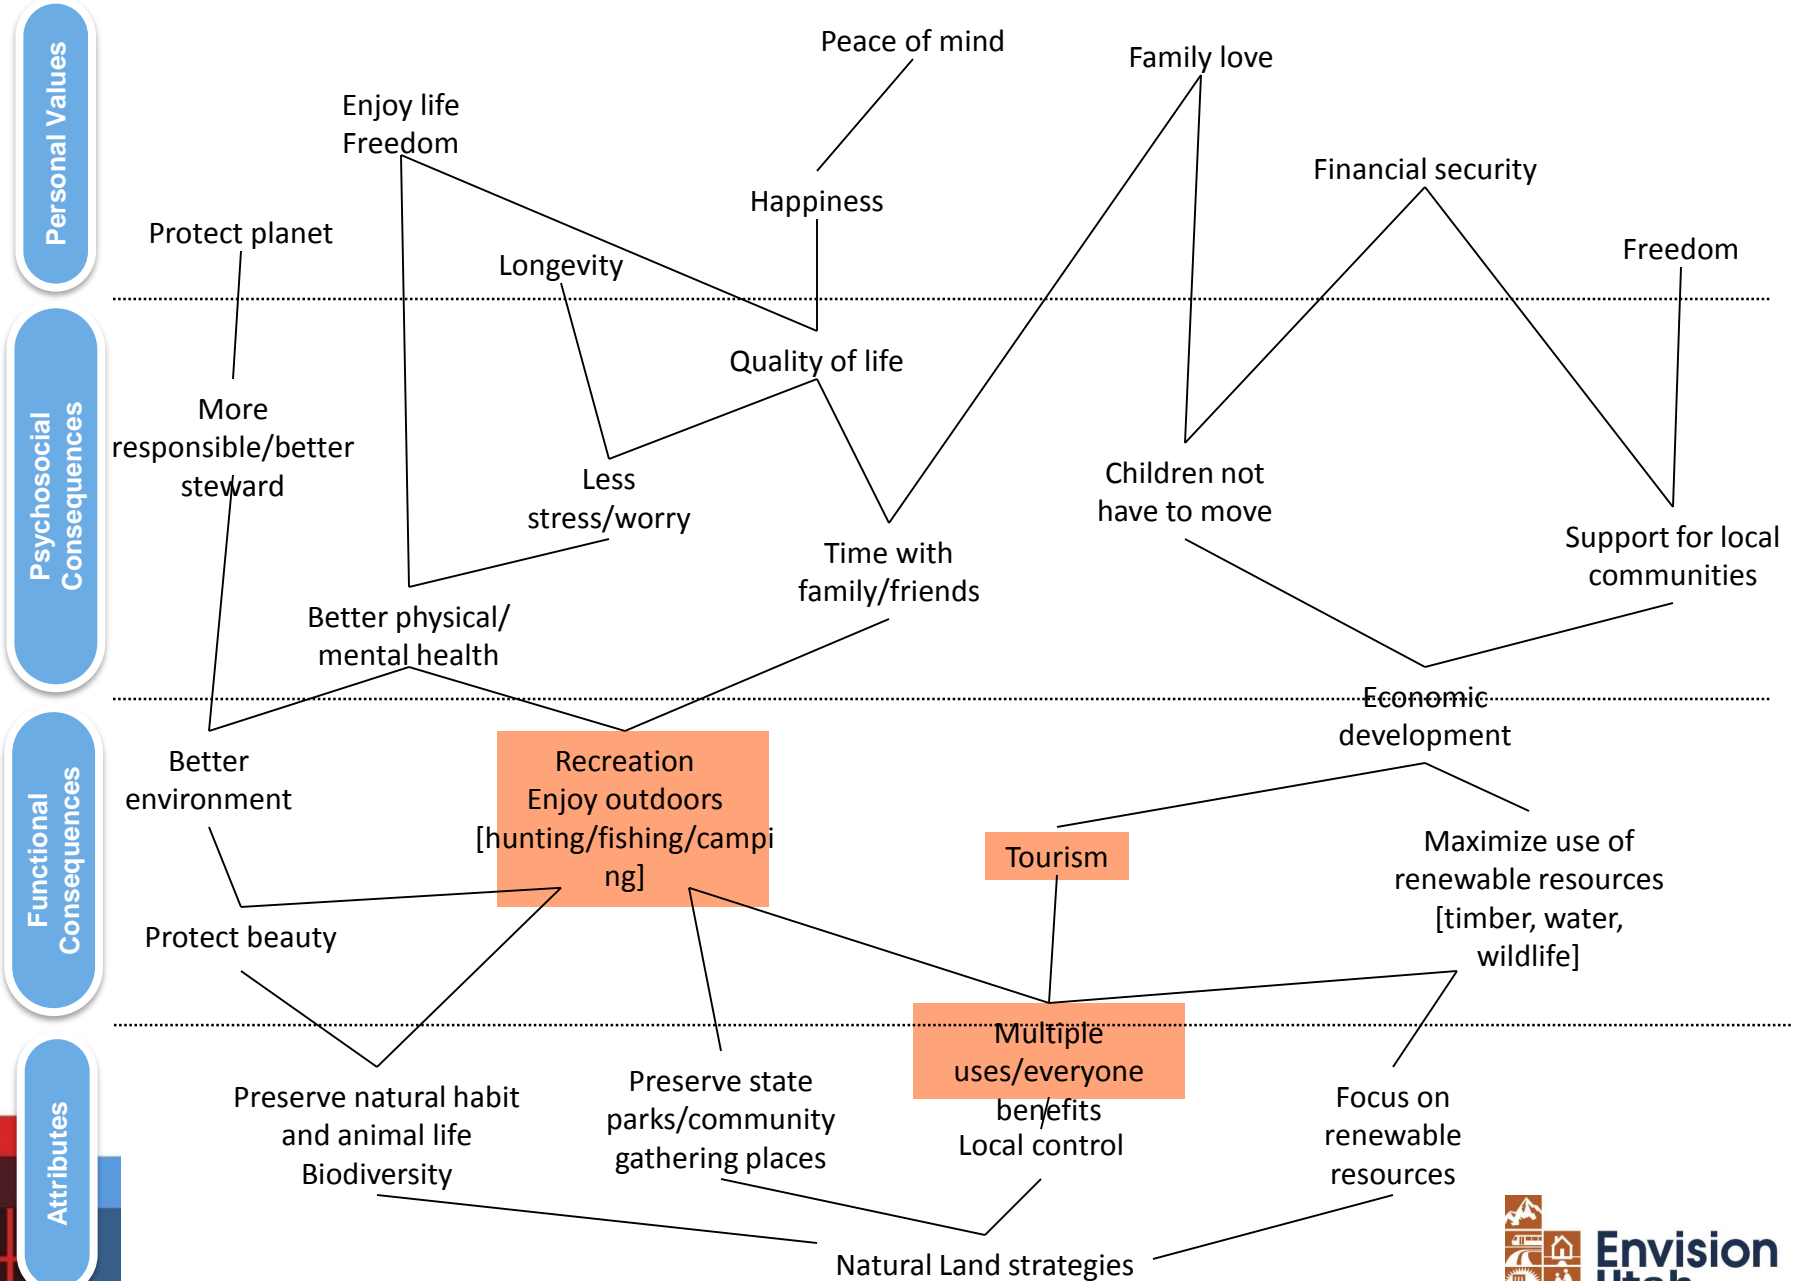 Personal Values
Peace of mind
Family love
Enjoy life
Freedom
Financial security
Happiness
Protect planet
Freedom
Longevity
Psychosocial
Consequences
Quality of life
More
responsible/better
steward
Less
stress/worry
Children not
have to move
Time with
family/friends
Support for local
communities
Better physical/
mental health
Functional
Consequences
Economic
development
Better
environment
Recreation
Enjoy outdoors
[hunting/fishing/campi
ng]
Tourism
Maximize use of
renewable resources
[timber, water,
wildlife]
Protect beauty
Attributes
Multiple
uses/everyone
benefits
Local control
Preserve natural habit
and animal life
Biodiversity
Preserve state
parks/community
gathering places
Focus on
renewable
resources
Natural Land strategies
Envision
Utah